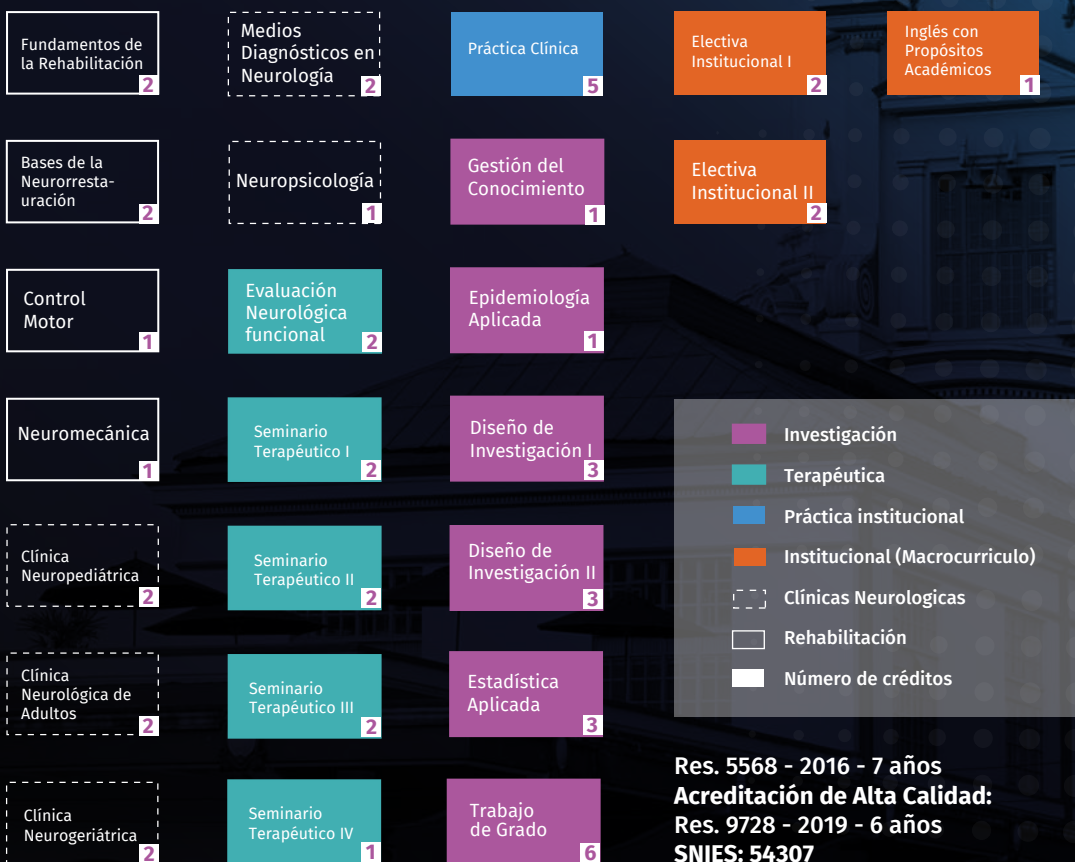 Fundamentos de
la Rehabilitación
2
Medios
Diagnósticos en
Neurología
2
Práctica Clínica
5
Electiva
Institucional I
2
Inglés con
Propósitos
Académicos
1
Bases de la
Neurorresta-
uración
2
Neuropsicología
1
Gestión del
Conocimiento
1
Electiva
Institucional II
2
Control
Motor
1
Evaluación
Neurológica
funcional
2
Epidemiología
Aplicada
1
Neuromecánica
1
Seminario
Terapéutico I
2
Diseño de
Investigación I
3
Clínica
Neuropediátrica
2
Seminario
Terapéutico II
2
Diseño de
Investigación II
3
Clínica
Neurológica de
Adultos
2
Seminario
Terapéutico III
2
Estadística
Aplicada
3
Clínica
Neurogeriátrica
2
Seminario
Terapéutico IV
1
Trabajo
de Grado
6
Investigación
Terapéutica
Práctica institucional
Institucional (Macrocurriculo)
Clínicas Neurologicas
Rehabilitación
Número de créditos
Res. 5568 - 2016 - 7 años
Acreditación de Alta Calidad:
Res. 9728 - 2019 - 6 años
SNIES: 54307